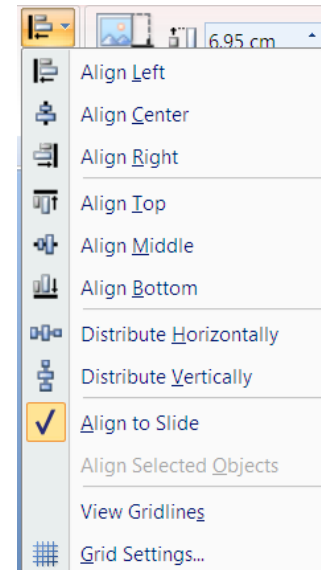 6.95 cm
Align Left
Align Center
Align Right
Align Top
Align Middle
Align Bottom
Distribute Horizontally
Distribute Vertically
Align to Slide
Align Selected Objects
View Gridlines
Grid Settings...